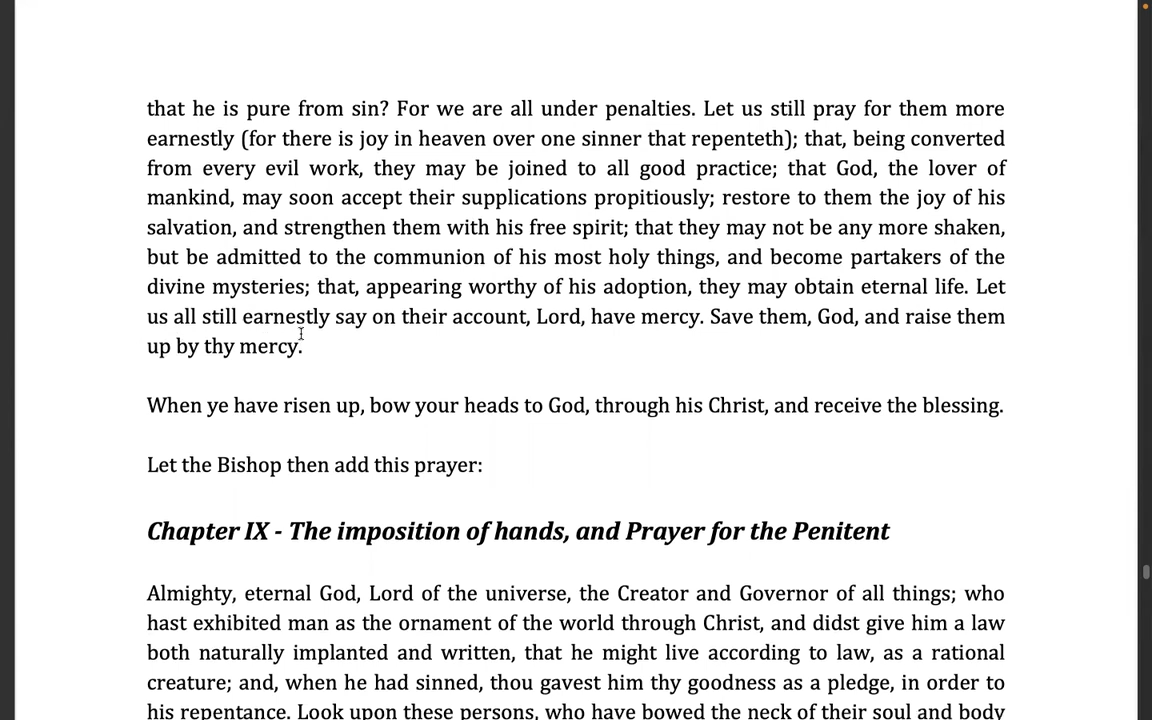 that he is pure from sin? For we are all under penalties. Let us still pray for them more
earnestly (for there is joy in heaven over one sinner that repenteth); that, being converted
from every evil work, they may be joined to all good practice; that God, the lover of
mankind, may soon accept their supplications propitiously; restore to them the joy of his
salvation, and strengthen them with his free spirit; that they may not be any more shaken,
but be admitted to the communion of his most holy things, and become partakers of the
divine mysteries; that, appearing worthy of his adoption, they may obtain eternal life. Let
us all still earnestly say on their account, Lord, have mercy. Save them, God, and raise them
up by thy mercy.
When ye have risen up, bow your heads to God, through his Christ, and receive the blessing.
Let the Bishop then add this prayer:
Chapter IX - The imposition of hands, and Prayer for the Penitent
Almighty, eternal God, Lord of the universe, the Creator and Governor of all things; who
hast exhibited man as the ornament of the world through Christ, and didst give him a law
both naturally implanted and written, that he might live according to law, as a rational
creature; and, when he had sinned, thou gavest him thy goodness as a pledge, in order to
his repentance. Look upon these persons, who have bowed the neck of their soul and body